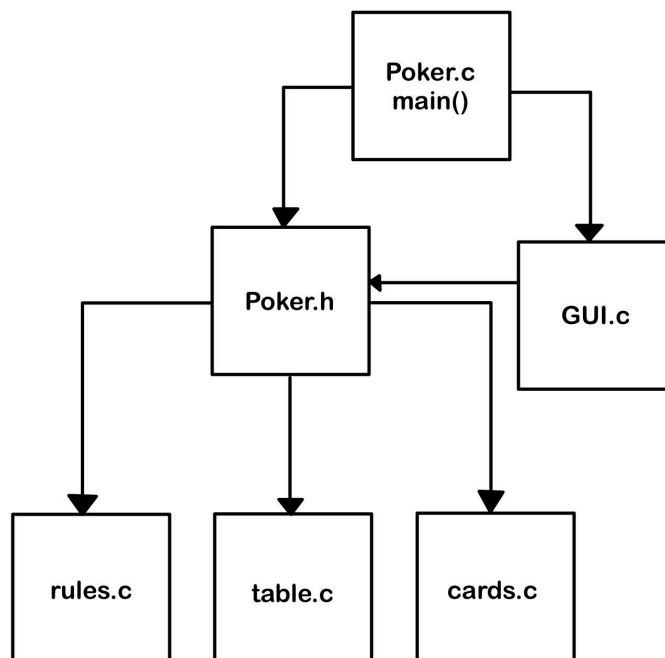 Poker.c
main()
Poker.h
GUI.c
rules.c
table.c
cards.c